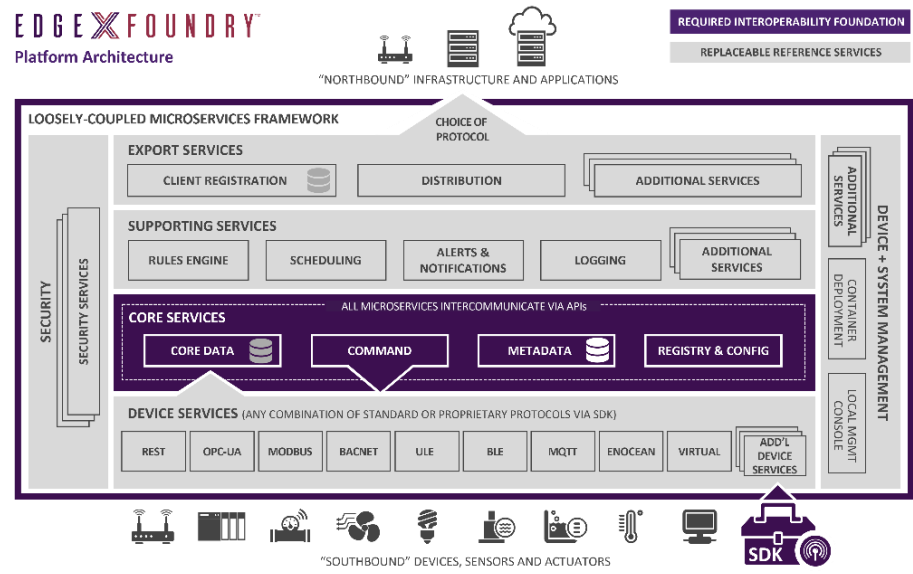 EDGE X FOUNDRY™
Platform Architecture
REQUIRED INTEROPERABILITY FOUNDATION
REPLACEABLE REFERENCE SERVICES
"NORTHBOUND" INFRASTRUCTURE AND APPLICATIONS
LOOSELY-COUPLED MICROSERVICES FRAMEWORK
CHOICE OF
PROTOCOL
SECURITY
SECURITY SERVICES
EXPORT SERVICES
CLIENT REGISTRATION
DISTRIBUTION
ADDITIONAL SERVICES
SUPPORTING SERVICES
RULES ENGINE
SCHEDULING
ALERTS &
NOTIFICATIONS
LOGGING
ADDITIONAL
SERVICES
ALL MICROSERVICES INTERCOMMUNICATE VIA APIs
CORE SERVICES
CORE DATA
COMMAND
METADATA
REGISTRY & CONFIG
DEVICE SERVICES (ANY COMBINATION OF STANDARD OR PROPRIETARY PROTOCOLS VIA SDK)
REST
OPC-UA
MODBUS
BACNET
ULE
BLE
MQTT
ENOCEAN
VIRTUAL
ADD'L
DEVICE
SERVICES
ADDITIONAL
SERVICES
CONTAINER
DEPLOYMENT
LOCAL MGMT
CONSOLE
DEVICE + SYSTEM MANAGEMENT
"SOUTHBOUND" DEVICES, SENSORS AND ACTUATORS
SDK